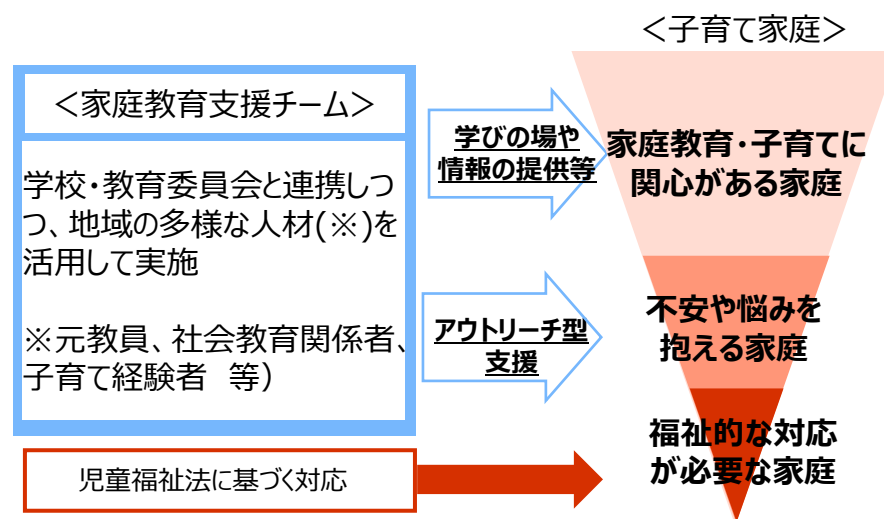 ＜子育て家庭＞
＜家庭教育支援チーム＞
学校・教育委員会と連携しつ
つ、地域の多様な人材(※)を
活用して実施
※元教員、社会教育関係者、
子育て経験者　等）
学びの場や
情報の提供等
家庭教育・子育てに
関心がある家庭
アウトリーチ型
支援
不安や悩みを
抱える家庭
児童福祉法に基づく対応
福祉的な対応
が必要な家庭